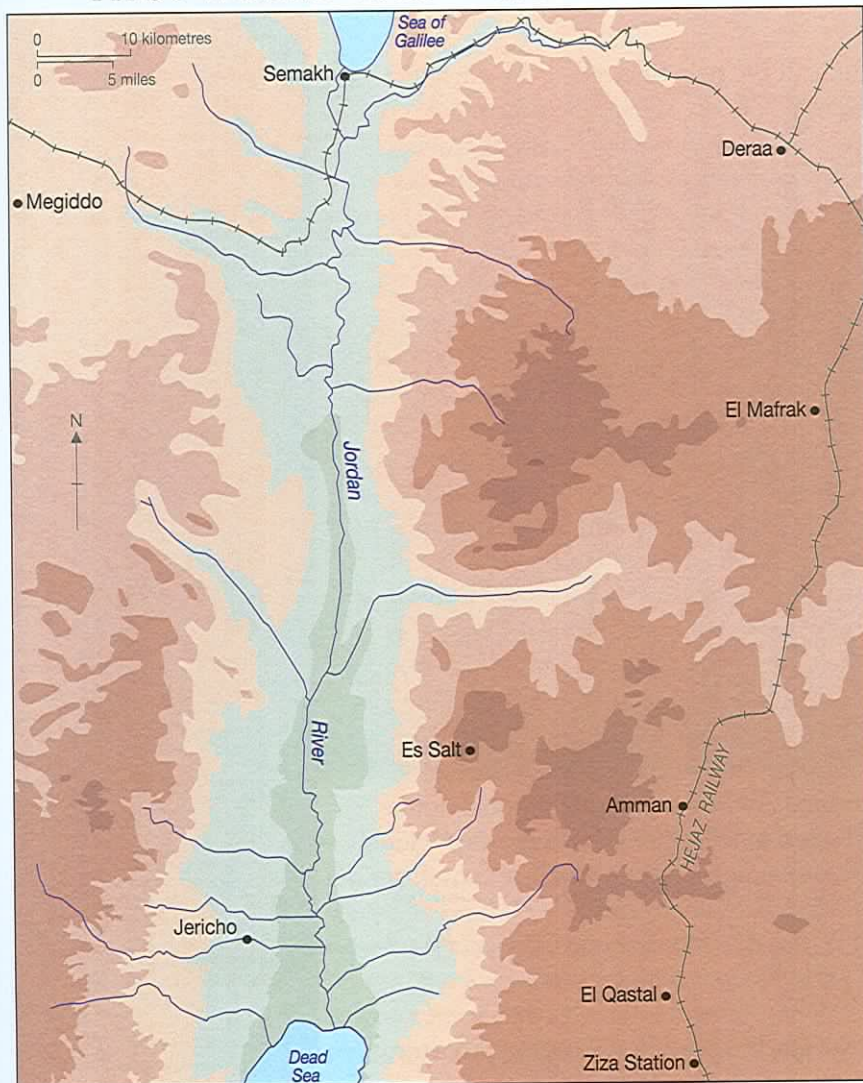 Sea of
Galilee
0 10 kilometres
0 5 miles
Semakh
Deraa
Megiddo
El Mafrak
N
Jordan
River
Es Salt
Amman
HEJAZ RAILWAY
Jericho
El Qastal
Ziza Station
Dead
Sea